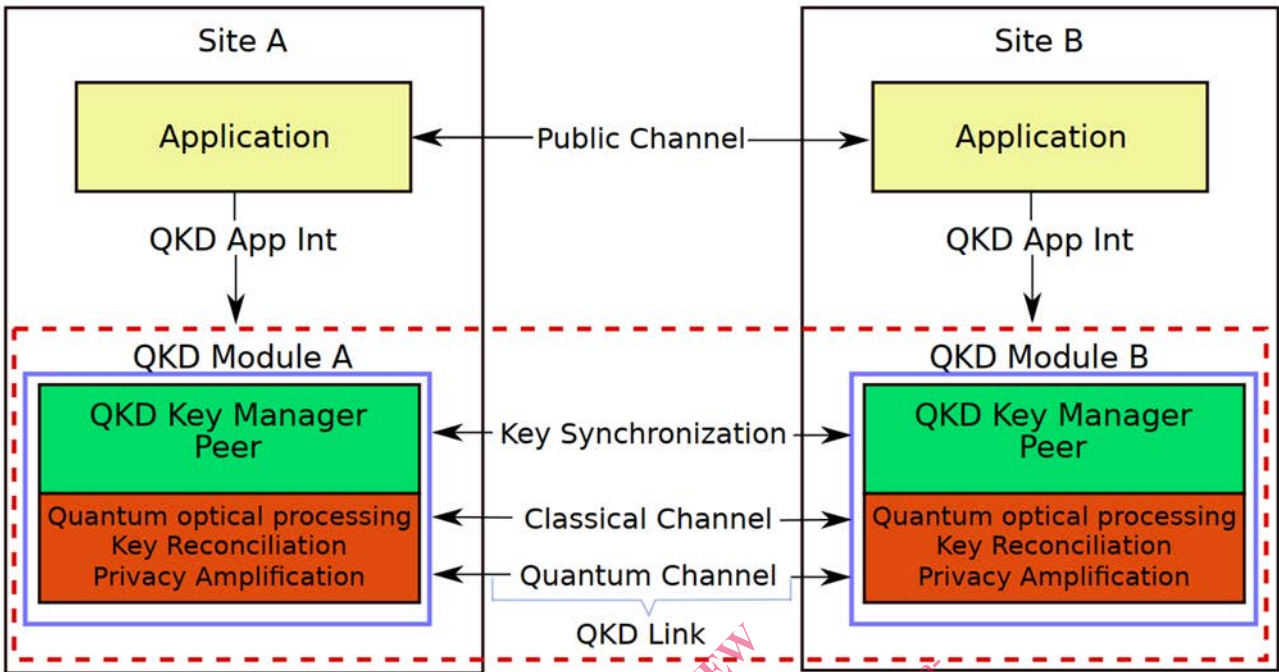 Site A
Site B
Application
Public Channel
Application
QKD App Int
QKD App Int
QKD Module A
QKD Module B
QKD Key Manager
Peer
Key Synchronization
QKD Key Manager
Peer
Quantum optical processing
Key Reconciliation
Privacy Amplification
Classical Channel
Quantum Channel
Quantum optical processing
Key Reconciliation
Privacy Amplification
QKD Link